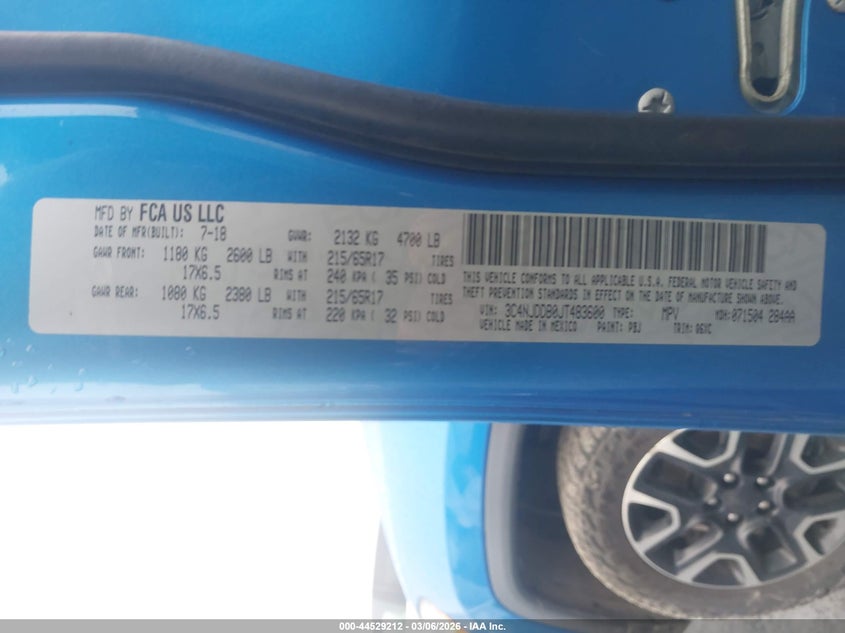 MFD BY FCA US LLC
DATE OF MFR(BUILT): 7-18 GVWR: 2132 KG 4700 LB
GAWR FRONT: 1180 KG 2600 LB WITH 215/65R17 TIRES
17X6.5 RIMS AT 240 KPA ( 35 PSI) COLD
GAWR REAR: 1080 KG 2380 LB WITH 215/65R17 TIRES
17X6.5 RIMS AT 220 KPA ( 32 PSI) COLD
THIS VEHICLE CONFORMS TO ALL APPLICABLE U.S.A. FEDERAL MOTOR VEHICLE SAFETY AND
THEFT PREVENTION STANDARDS IN EFFECT ON THE DATE OF MANUFACTURE SHOWN ABOVE.
VIN: 3C4NJDDB0JT483600 TYPE: MPV MDH: 071504 284AA
VEHICLE MADE IN MEXICO PAINT: PBJ TRIM: Q6XC
000-44529212 - 03/06/2026 - IAA Inc.